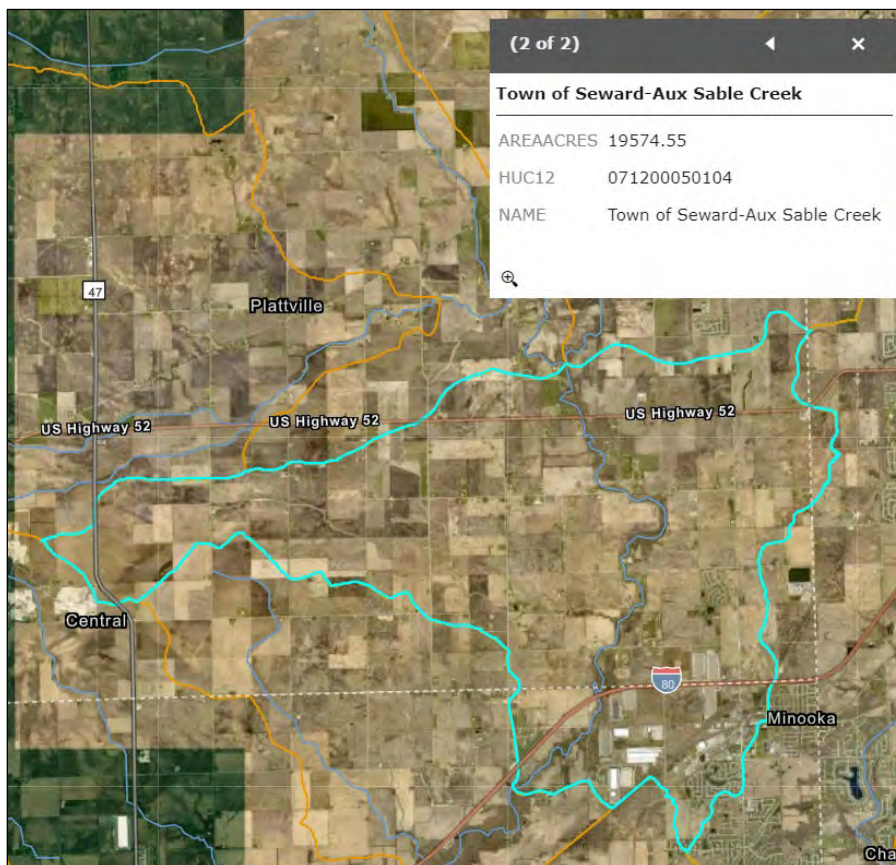 (2 of 2)
Town of Seward-Aux Sable Creek
AREAACRES 19574.55
HUC12 071200050104
NAME Town of Seward-Aux Sable Creek
47
Plattville
US Highway 52
US Highway 52
US Highway 52
Central
80
Minooka
Cha